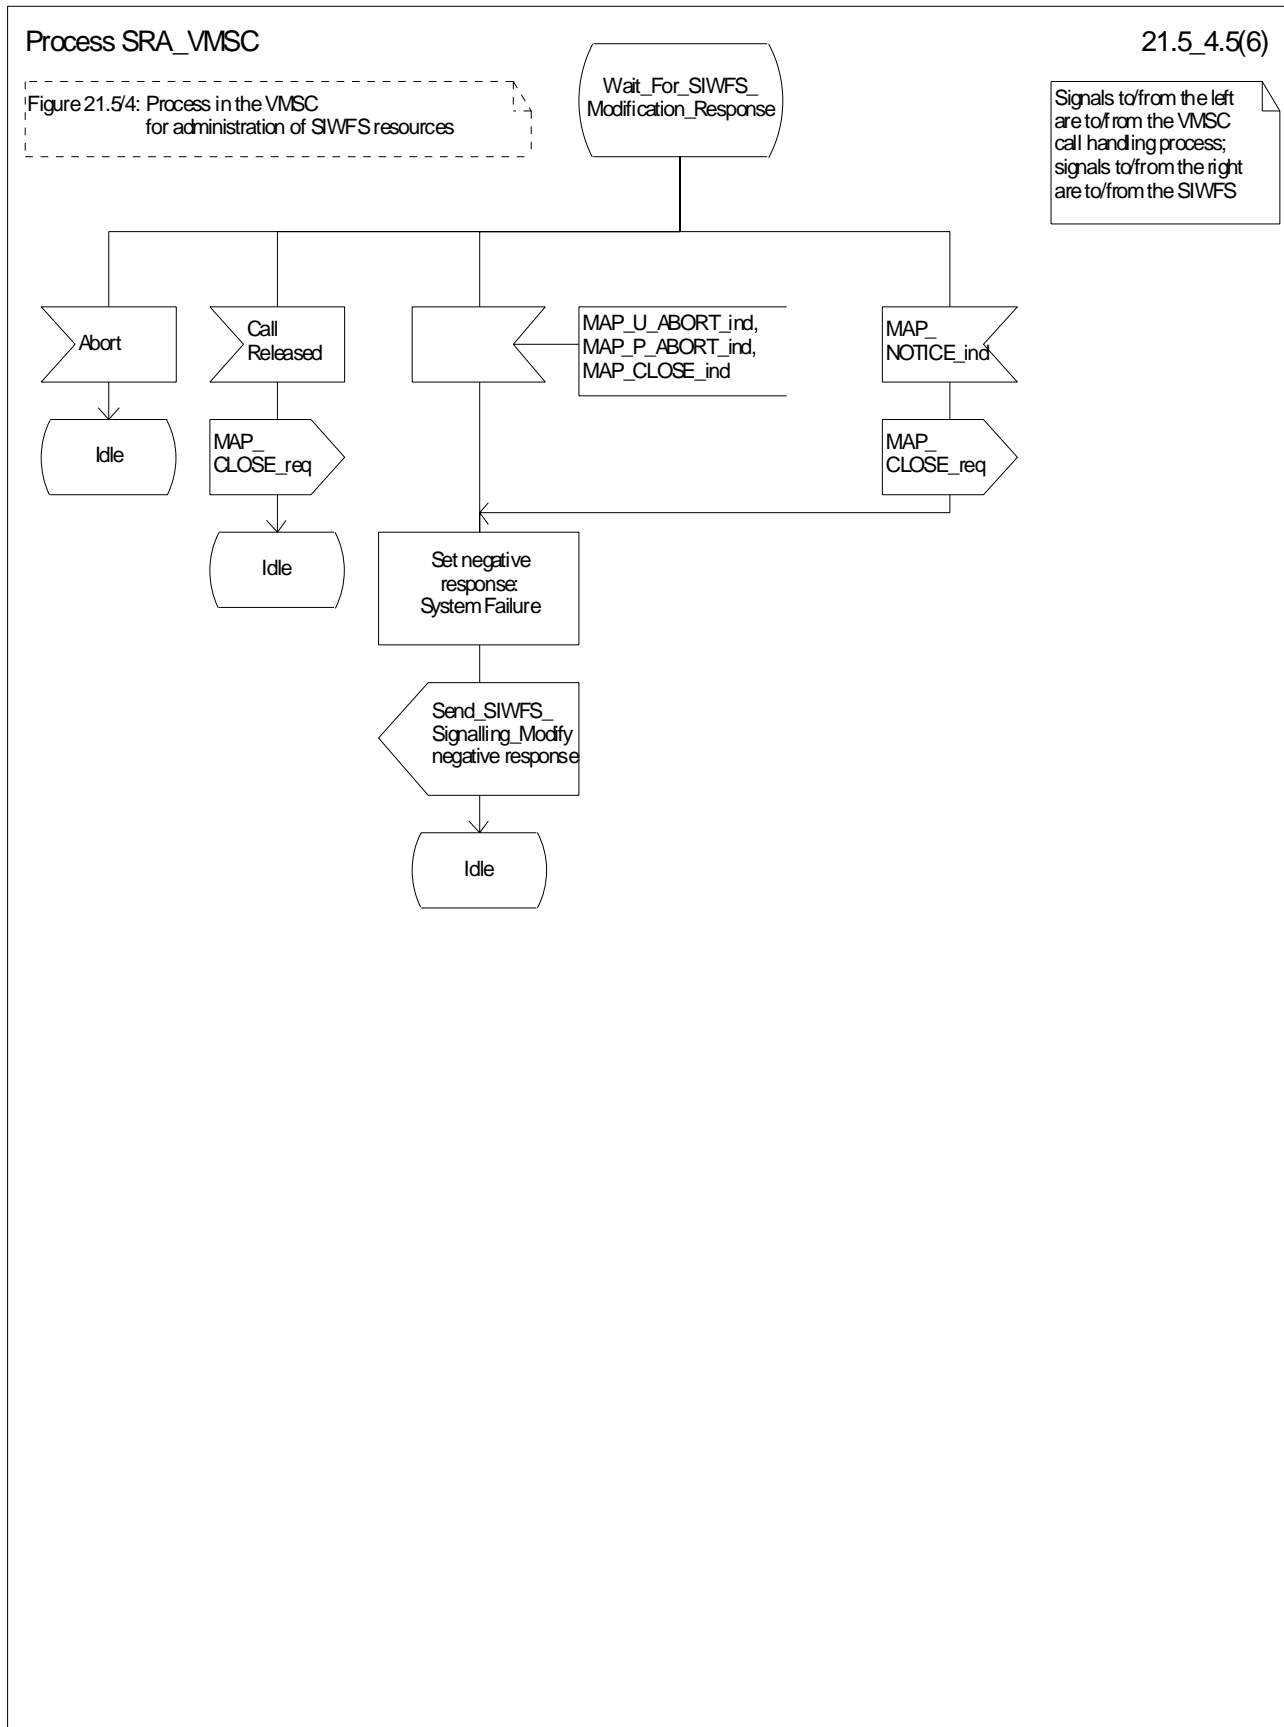 Process SRA_VMSC
21.5_4.5(6)
Figure 21.5/4: Process in the VMSC
for administration of SIWFS resources
Wait_For_SIWFS_
Modification_Response
Signals to/from the left
are to/from the VMSC
call handling process;
signals to/from the right
are to/from the SIWFS
Abort
Call
Released
MAP_U_ABORT_ind,
MAP_P_ABORT_ind,
MAP_CLOSE_ind
MAP_
NOTICE_ind
Idle
MAP_
CLOSE_req
MAP_
CLOSE_req
Idle
Set negative
response:
System Failure
Send_SIWFS_
Signalling_Modify
negative response
Idle